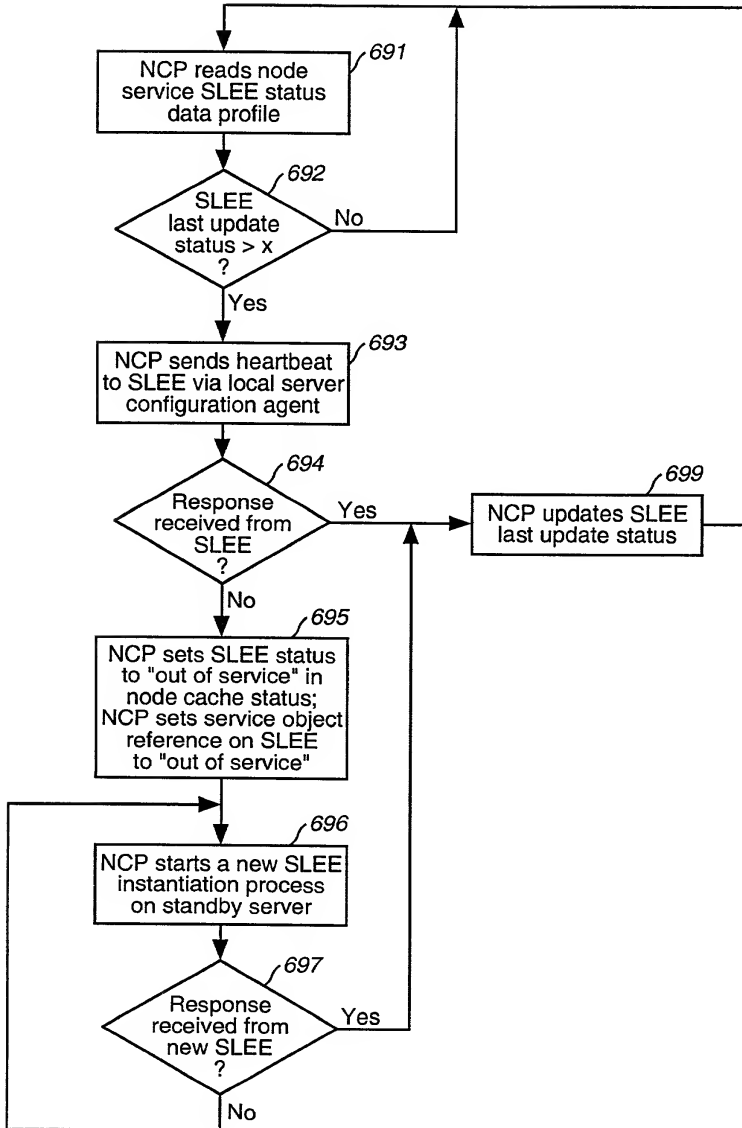 691
NCP reads node
service SLEE status
data profile
692
SLEE
last update
status > x
?
No
Yes
693
NCP sends heartbeat
to SLEE via local server
configuration agent
694
Response
received from
SLEE
?
Yes
699
NCP updates SLEE
last update status
No
695
NCP sets SLEE status
to "out of service" in
node cache status;
NCP sets service object
reference on SLEE
to "out of service"
696
NCP starts a new SLEE
instantiation process
on standby server
697
Response
received from
new SLEE
?
Yes
No